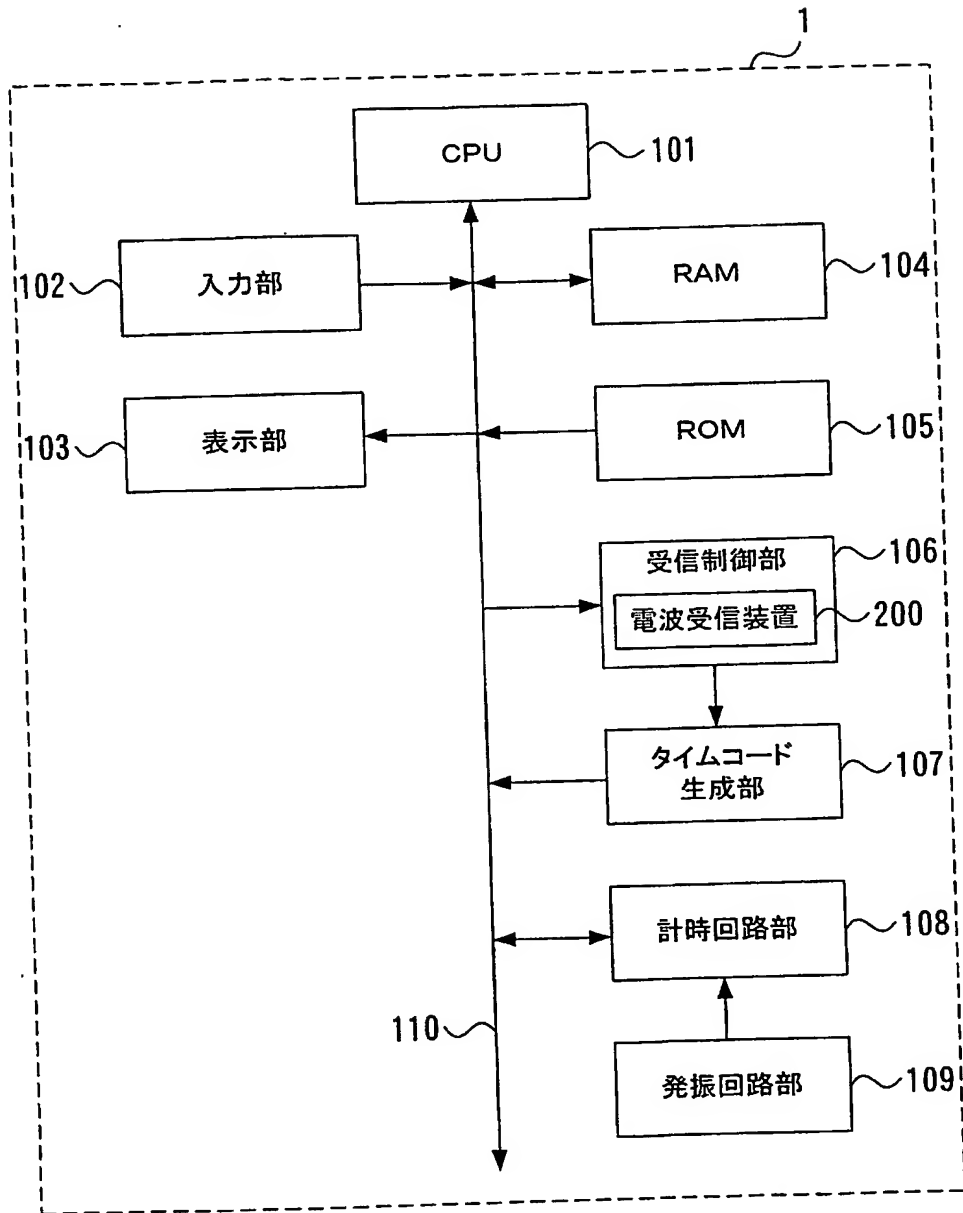 1
CPU
101
102
入力部
RAM
104
103
表示部
ROM
105
受信制御部
106
電波受信装置
200
タイムコード
生成部
107
計時回路部
108
110
発振回路部
109